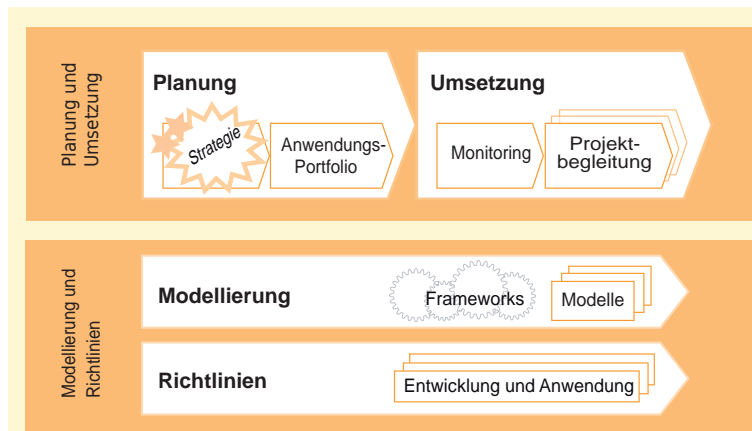 Planung und
Umsetzung
Planung
Strategie
Anwendungs-
Portfolio
Umsetzung
Monitoring
Projekt-
begleitung
Modellierung und
Richtlinien
Modellierung
Frameworks
Modelle
Richtlinien
Entwicklung und Anwendung